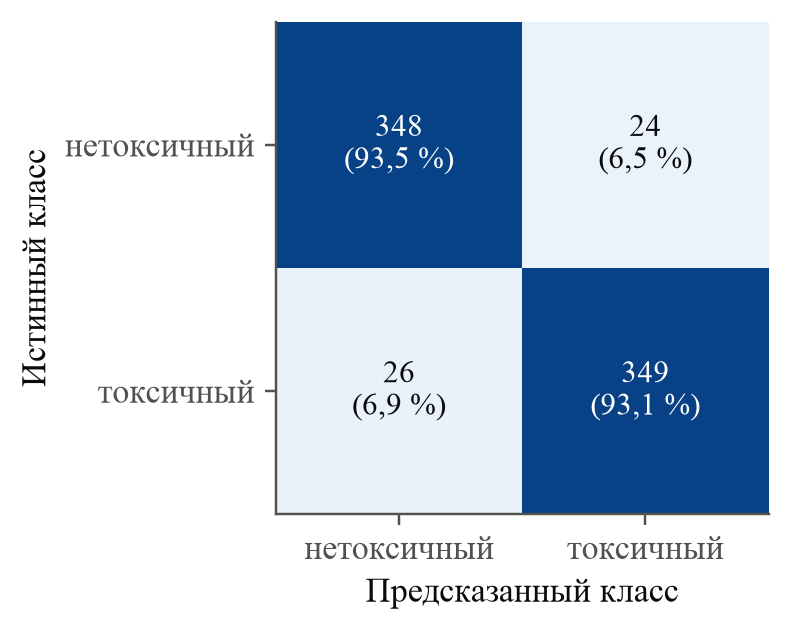 Истинный класс
нетоксичный
348
(93,5 %)
24
(6,5 %)
токсичный
26
(6,9 %)
349
(93,1 %)
нетоксичный
токсичный
Предсказанный класс